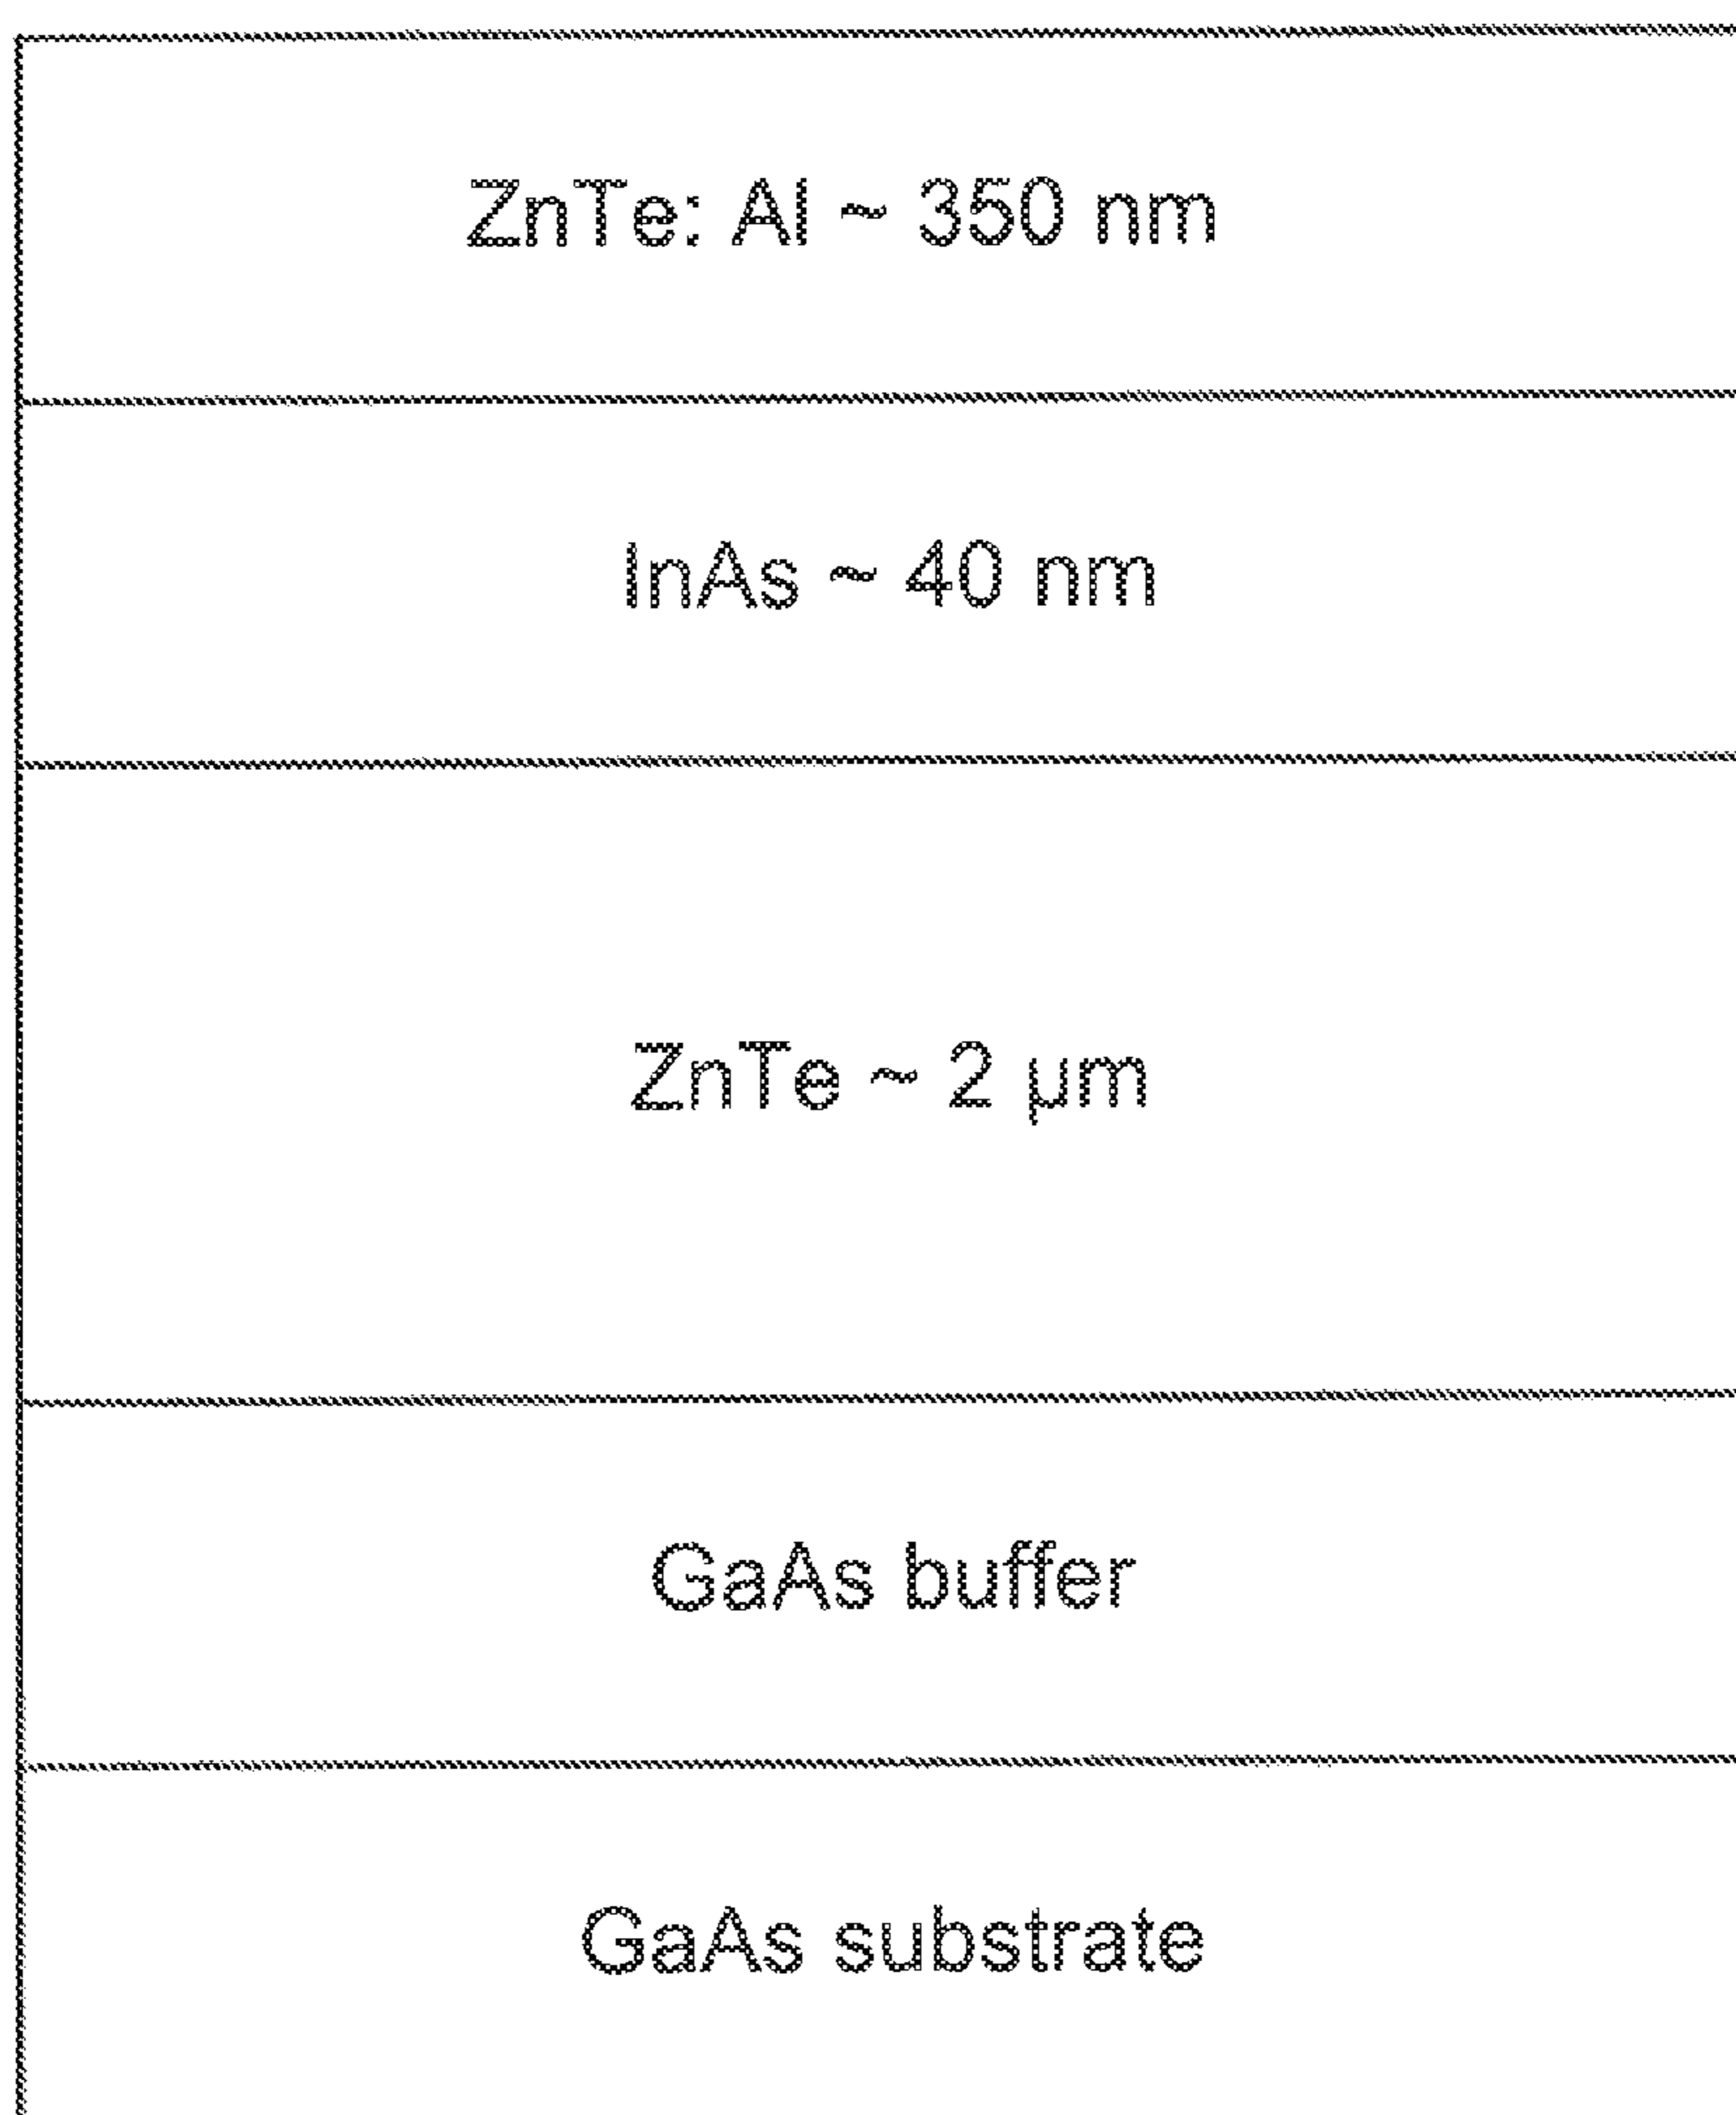 ZnTe: Al ~ 350 nm
InAs ~ 40 nm
ZnTe ~ 2 μm
GaAs buffer
GaAs substrate